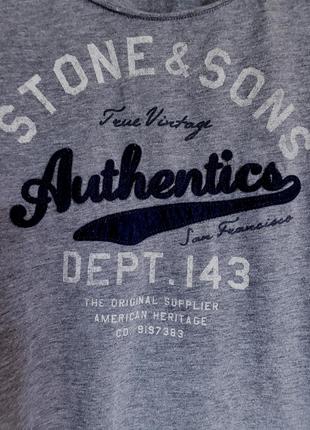 STONE & SONS
True Vintage
Authentics
San Francisco
DEPT. 143
THE ORIGINAL SUPPLIER
AMERICAN HERITAGE
CO. 9197383